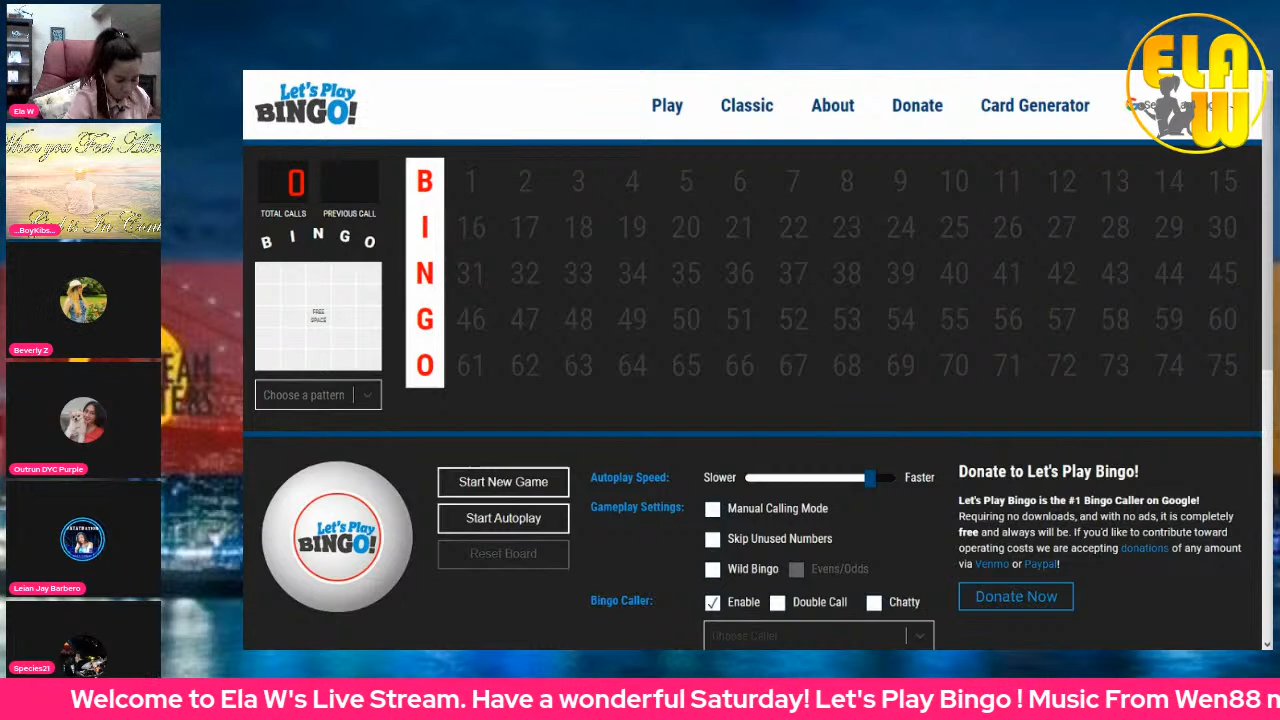 Ela W
When you Feel
...BoyKibs...
Beverly Z
Outrun DYC Purple
Leian Jay Barbero
Species21
Let's Play
BINGO!
Play
Classic
About
Donate
Card Generator
ELA
W
0
TOTAL CALLS
PREVIOUS CALL
B I N G O
FREE
SPACE
Choose a pattern
B 1 2 3 4 5 6 7 8 9 10 11 12 13 14 15
I 16 17 18 19 20 21 22 23 24 25 26 27 28 29 30
N 31 32 33 34 35 36 37 38 39 40 41 42 43 44 45
G 46 47 48 49 50 51 52 53 54 55 56 57 58 59 60
O 61 62 63 64 65 66 67 68 69 70 71 72 73 74 75
Let's Play
BINGO!
Start New Game
Start Autoplay
Reset Board
Autoplay Speed:
Slower
Faster
Gameplay Settings:
Manual Calling Mode
Skip Unused Numbers
Wild Bingo
Evens/Odds
Bingo Caller:
Enable
Double Call
Chatty
Choose Caller
Donate to Let's Play Bingo!
Let's Play Bingo is the #1 Bingo Caller on Google!
Requiring no downloads, and with no ads, it is completely
free and always will be. If you'd like to contribute toward
operating costs we are accepting donations of any amount
via Venmo or Paypal!
Donate Now
Welcome to Ela W's Live Stream. Have a wonderful Saturday! Let's Play Bingo ! Music From Wen88